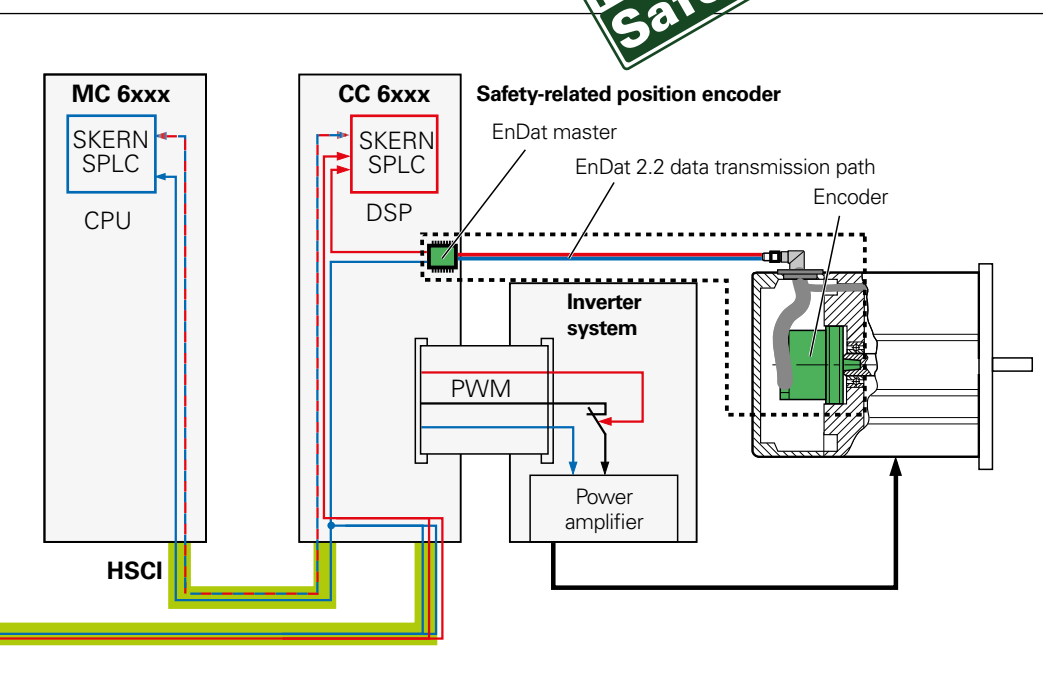 Safe
MC 6xxx
CC 6xxx
Safety-related position encoder
EnDat master
EnDat 2.2 data transmission path
Encoder
SKERN
SPLC
CPU
SKERN
SPLC
DSP
Inverter
system
PWM
Power
amplifier
HSCI